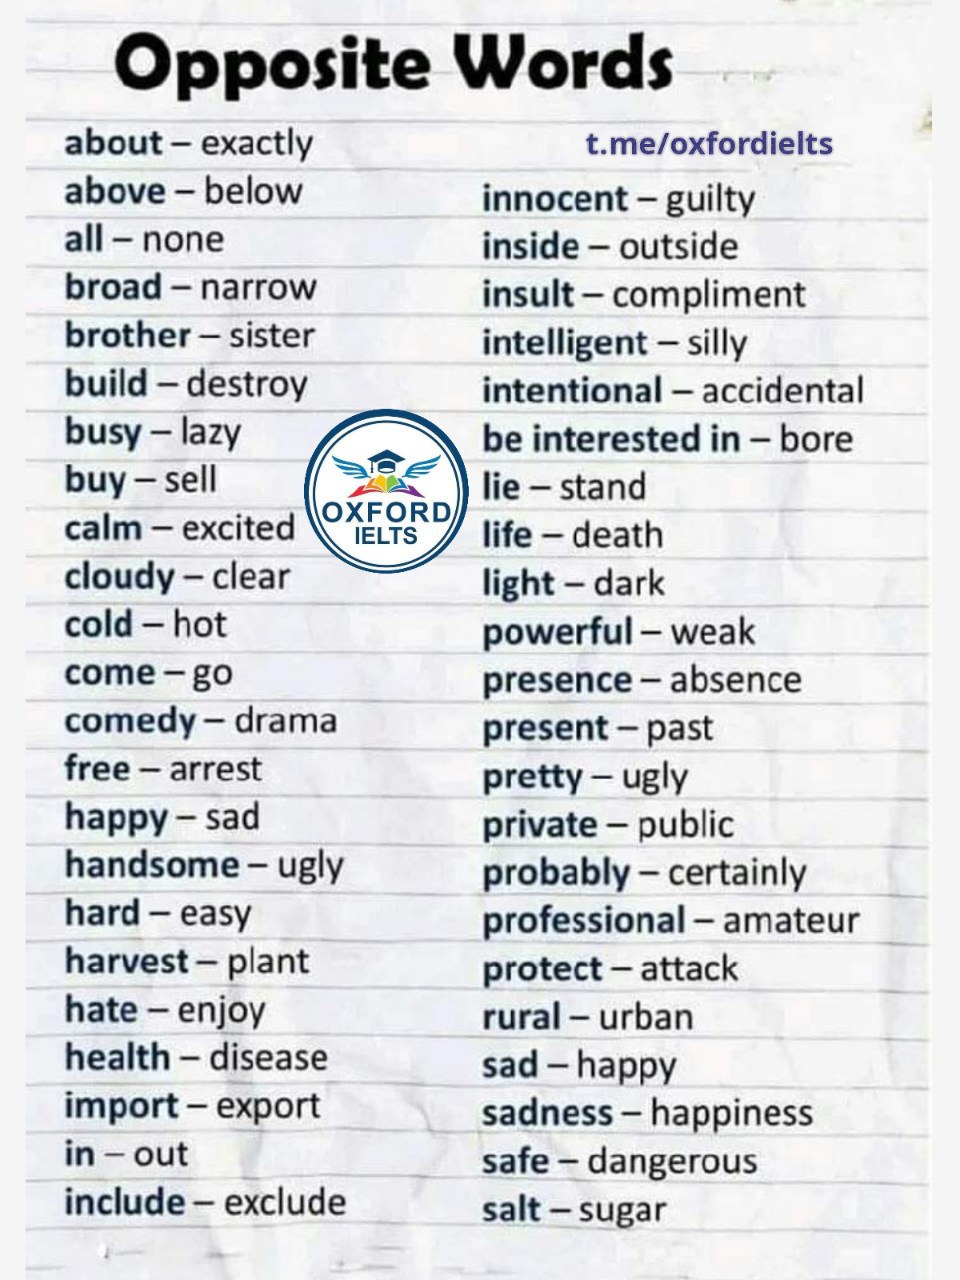 Opposite Words
about – exactly
above – below
all – none
broad – narrow
brother – sister
build – destroy
busy – lazy
buy – sell
calm – excited
cloudy – clear
cold – hot
come – go
comedy – drama
free – arrest
happy – sad
handsome – ugly
hard – easy
harvest – plant
hate – enjoy
health – disease
import – export
in – out
include – exclude
OXFORD
IELTS
t.me/oxfordielts
innocent – guilty
inside – outside
insult – compliment
intelligent – silly
intentional – accidental
be interested in – bore
lie – stand
life – death
light – dark
powerful – weak
presence – absence
present – past
pretty – ugly
private – public
probably – certainly
professional – amateur
protect – attack
rural – urban
sad – happy
sadness – happiness
safe – dangerous
salt – sugar